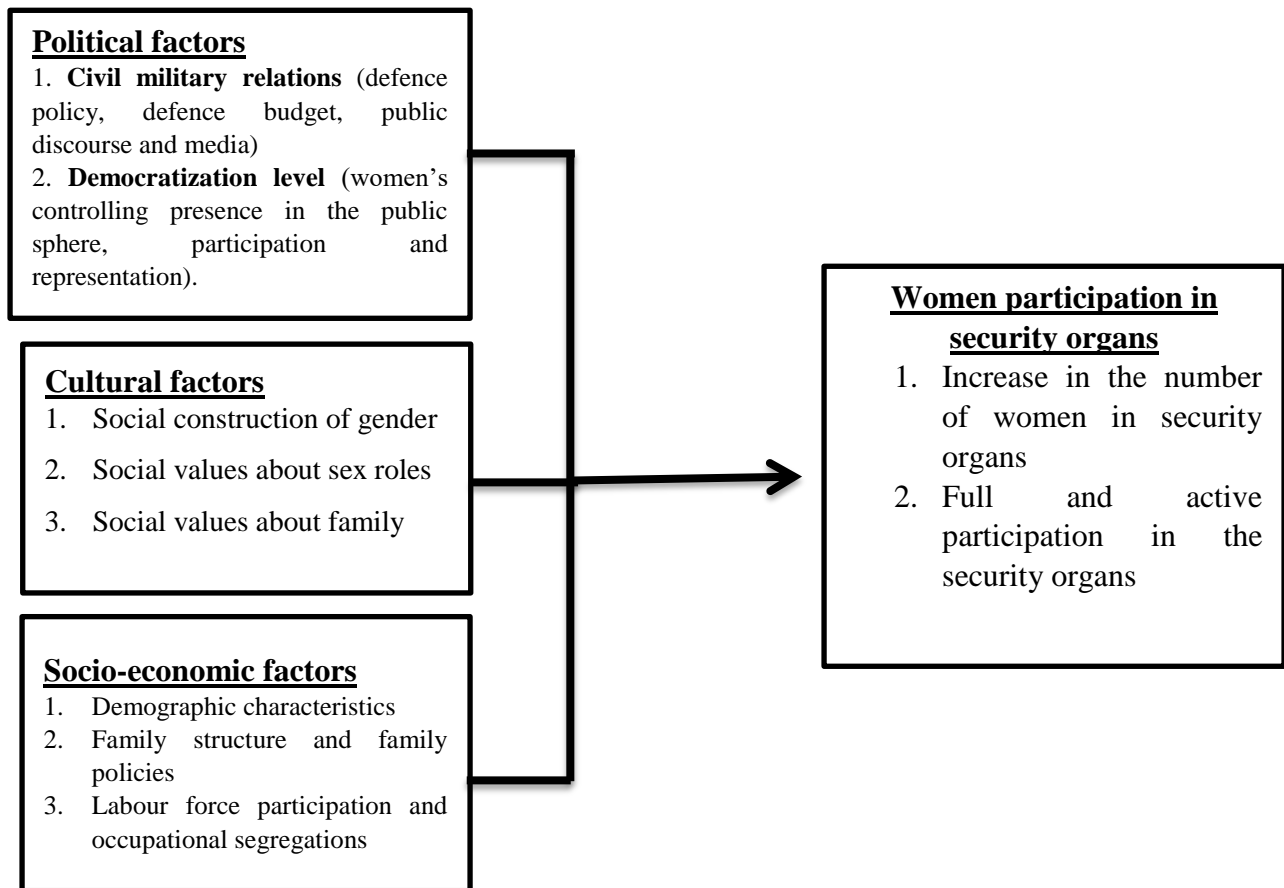 Political factors
1. Civil military relations (defence
policy, defence budget, public
discourse and media)
2. Democratization level (women’s
controlling presence in the public
sphere, participation and
representation).
Cultural factors
1. Social construction of gender
2. Social values about sex roles
3. Social values about family
Socio-economic factors
1. Demographic characteristics
2. Family structure and family
policies
3. Labour force participation and
occupational segregations
Women participation in
security organs
1. Increase in the number
of women in security
organs
2. Full and active
participation in the
security organs